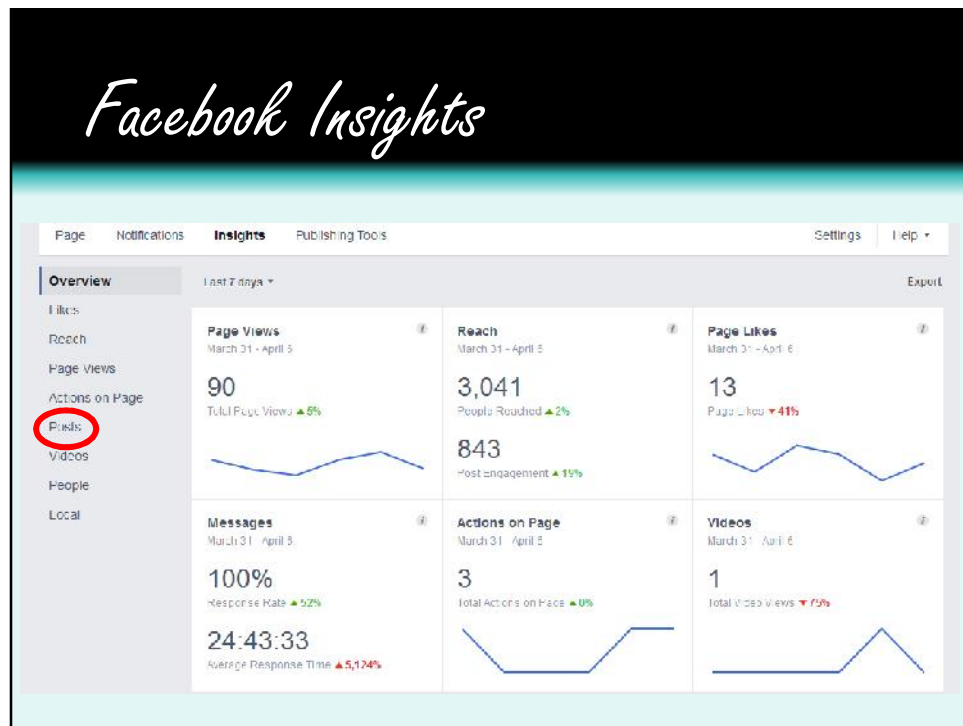 Facebook Insights
Page Notifications Insights Publishing Tools Settings Help
Overview
Last 7 days
Export
Likes
Reach
Page Views
Actions on Page
Posts
Videos
People
Local
Page Views
March 31 - April 6
90
Total Page Views ▲ 5%
Reach
March 31 - April 6
3,041
People Reached ▲ 2%
843
Post Engagement ▲ 19%
Page Likes
March 31 - April 6
13
Page Likes ▼ 41%
Messages
March 31 - April 6
100%
Response Rate ▲ 52%
24:43:33
Average Response Time ▲ 5,124%
Actions on Page
March 31 - April 6
3
Total Actions on Page ▲ 0%
Videos
March 31 - April 6
1
Total Video Views ▼ 75%